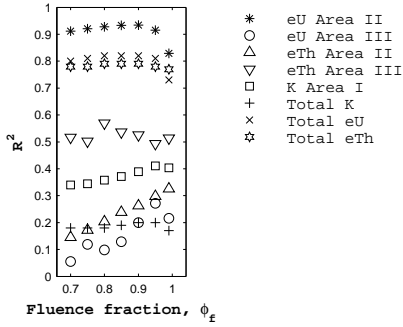 1
0.9
0.8
0.7
0.6
0.5
0.4
0.3
0.2
0.1
0
R²
0.7 0.8 0.9 1
Fluence fraction, ϕ_f
eU Area II
eU Area III
eTh Area II
eTh Area III
K Area I
Total K
Total eU
Total eTh